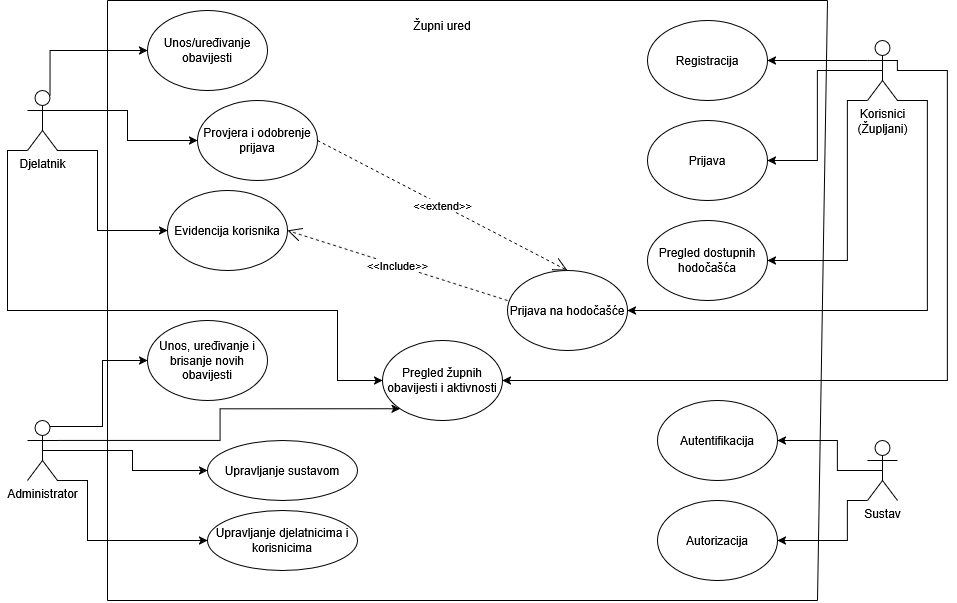 Župni ured
Unos/uređivanje
obavijesti
Registracija
Korisnici
(Župljani)
Djelatnik
Provjera i odobrenje
prijava
Prijava
<<extend>>
Evidencija korisnika
<<Include>>
Pregled dostupnih
hodočašća
Prijava na hodočašće
Unos, uređivanje i
brisanje novih
obavijesti
Pregled župnih
obavijesti i aktivnosti
Autentifikacija
Administrator
Upravljanje sustavom
Sustav
Upravljanje djelatnicima i
korisnicima
Autorizacija